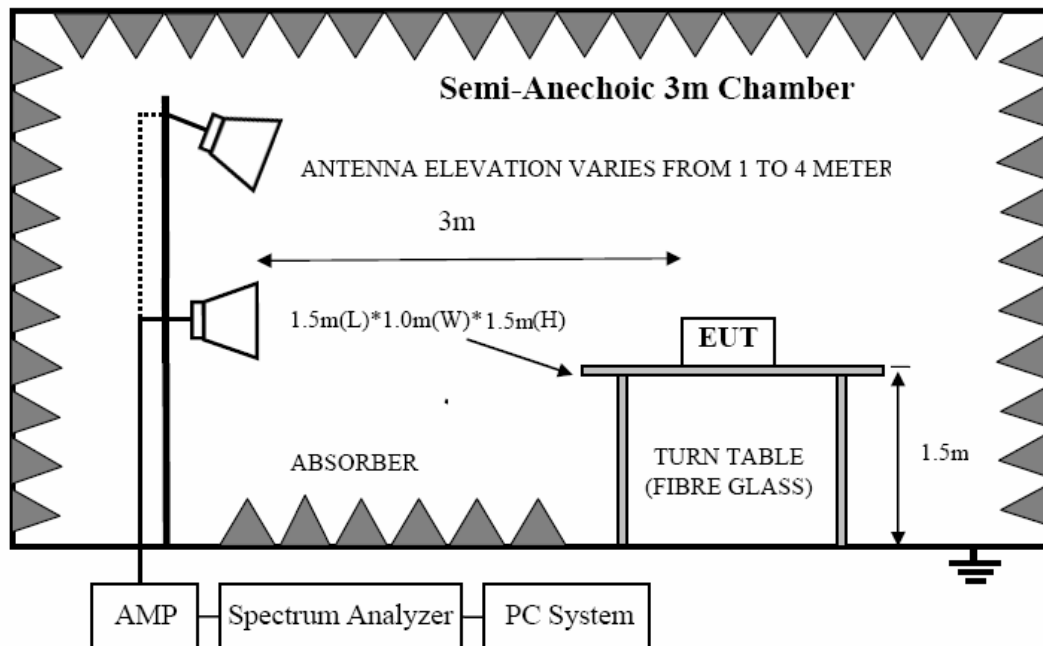 Semi-Anechoic 3m Chamber
ANTENNA ELEVATION VARIES FROM 1 TO 4 METER
3m
1.5m(L)*1.0m(W)*1.5m(H)
EUT
ABSORBER
TURN TABLE
(FIBRE GLASS)
1.5m
AMP
Spectrum Analyzer
PC System